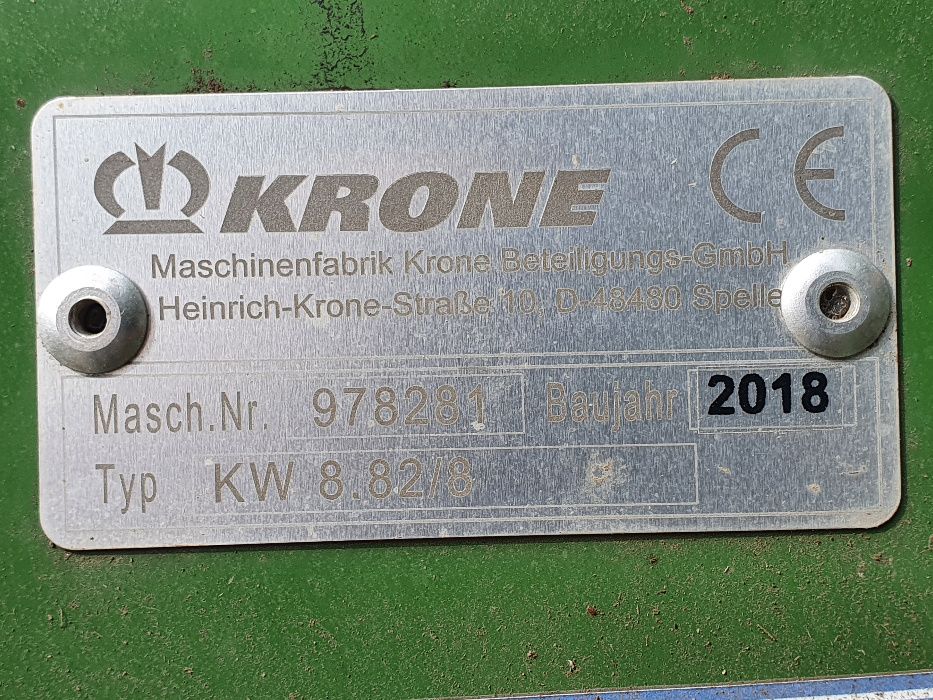 KRONE CE
Maschinenfabrik Krone Beteiligungs-GmbH
Heinrich-Krone-Straße 10, D-48480 Spelle
Masch.Nr. 978281 Baujahr 2018
Typ KW 8.82/8